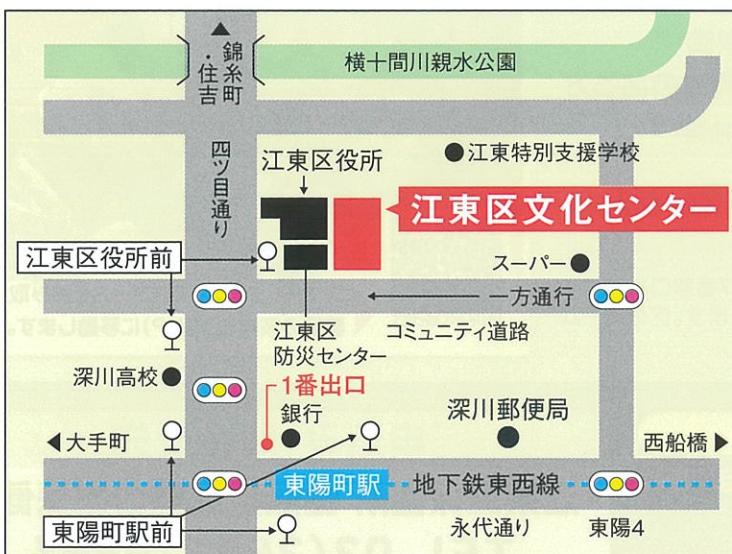 ▲
錦糸町
・住吉
横十間川親水公園
四ツ目通り
江東区役所
江東特別支援学校
江東区文化センター
江東区役所前
スーパー
一方通行
江東区
防災センター
コミュニティ道路
深川高校
1番出口
銀行
深川郵便局
◀大手町
西船橋▶
東陽町駅
地下鉄東西線
東陽町駅前
永代通り
東陽4